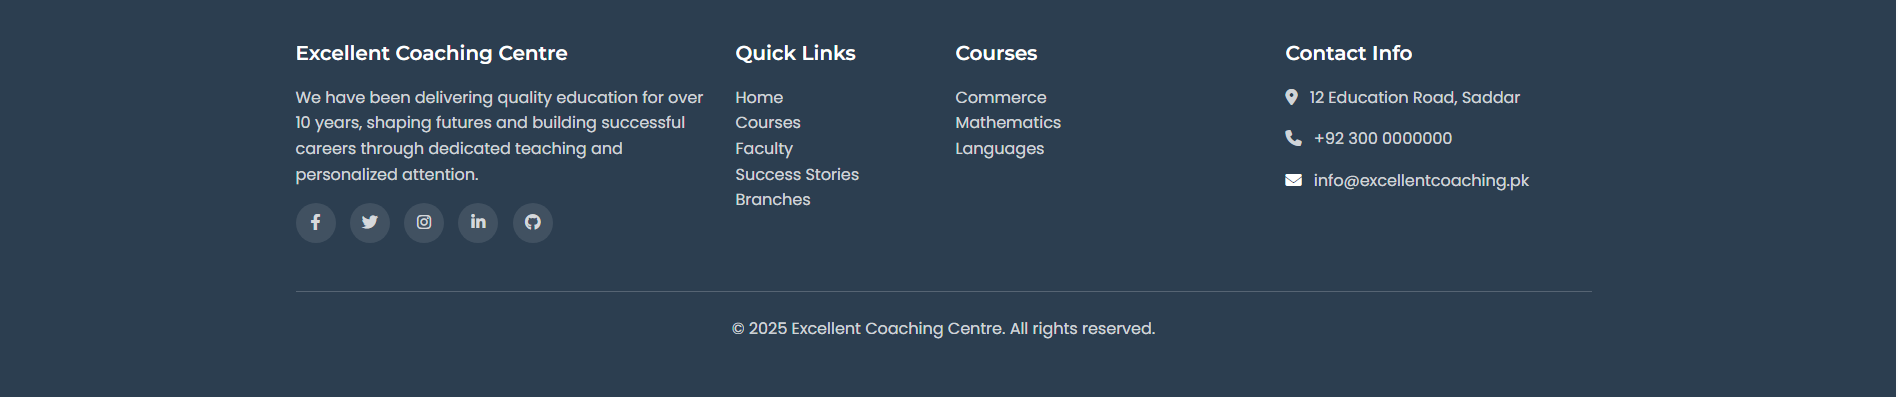 Excellent Coaching Centre
We have been delivering quality education for over
10 years, shaping futures and building successful
careers through dedicated teaching and
personalized attention.
Quick Links
Home
Courses
Faculty
Success Stories
Branches
Courses
Commerce
Mathematics
Languages
Contact Info
12 Education Road, Saddar
+92 300 0000000
info@excellentcoaching.pk
© 2025 Excellent Coaching Centre. All rights reserved.